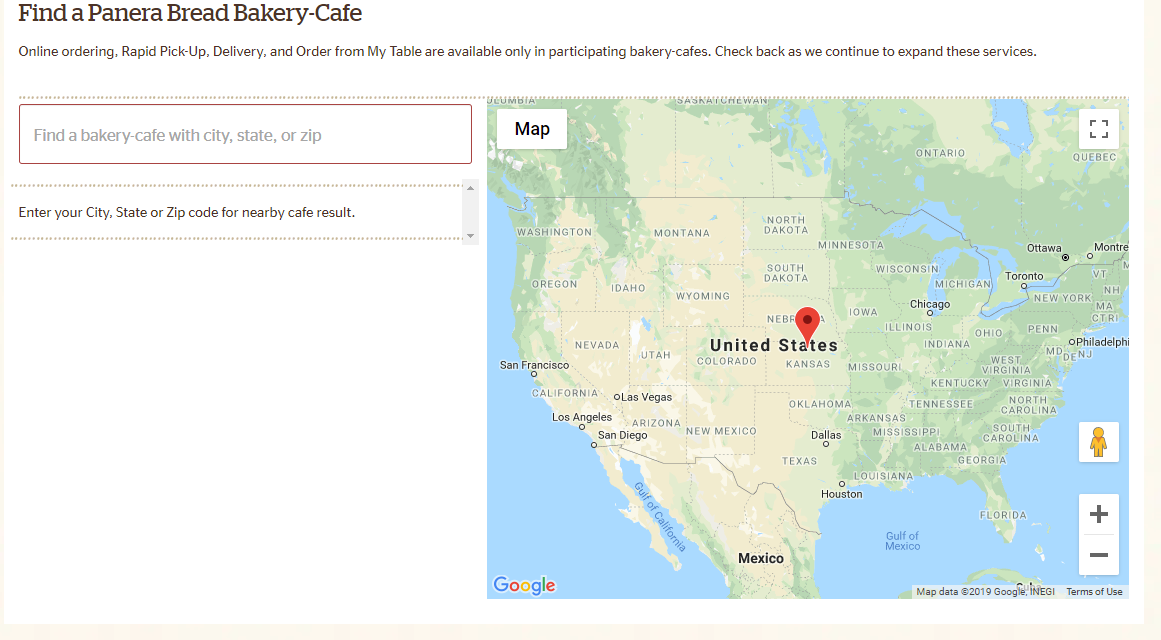 Find a Panera Bread Bakery-Cafe
Online ordering, Rapid Pick-Up, Delivery, and Order from My Table are available only in participating bakery-cafes. Check back as we continue to expand these services.
Find a bakery-cafe with city, state, or zip
Enter your City, State or Zip code for nearby cafe result.
SASKATCHEWAN
Map
ONTARIO
QUEBEC
NORTH
DAKOTA
WASHINGTON
MONTANA
MINNESOTA
Ottawa
Montre
SOUTH
DAKOTA
WISCONSIN
MICHIGAN
Toronto
VT
NH
OREGON
IDAHO
WYOMING
NEW YORK
MA
CT
RI
Chicago
IOWA
NEBR
A
ILLINOIS
INDIANA
OHIO
PENN
Philadelphi
NEVADA
UTAH
United States
COLORADO
KANSAS
MISSOURI
WEST
VIRGINIA
MD
DE
NJ
San Francisco
KENTUCKY
VIRGINIA
CALIFORNIA
Las Vegas
OKLAHOMA
TENNESSEE
NORTH
CAROLINA
Los Angeles
ARIZONA
NEW MEXICO
ARKANSAS
MISSISSIPPI
SOUTH
CAROLINA
San Diego
Dallas
ALABAMA
GEORGIA
TEXAS
LOUISIANA
Houston
FLORIDA
Gulf of California
Gulf of
Mexico
Mexico
Google
Map data ©2019 Google, INEGI
Terms of Use